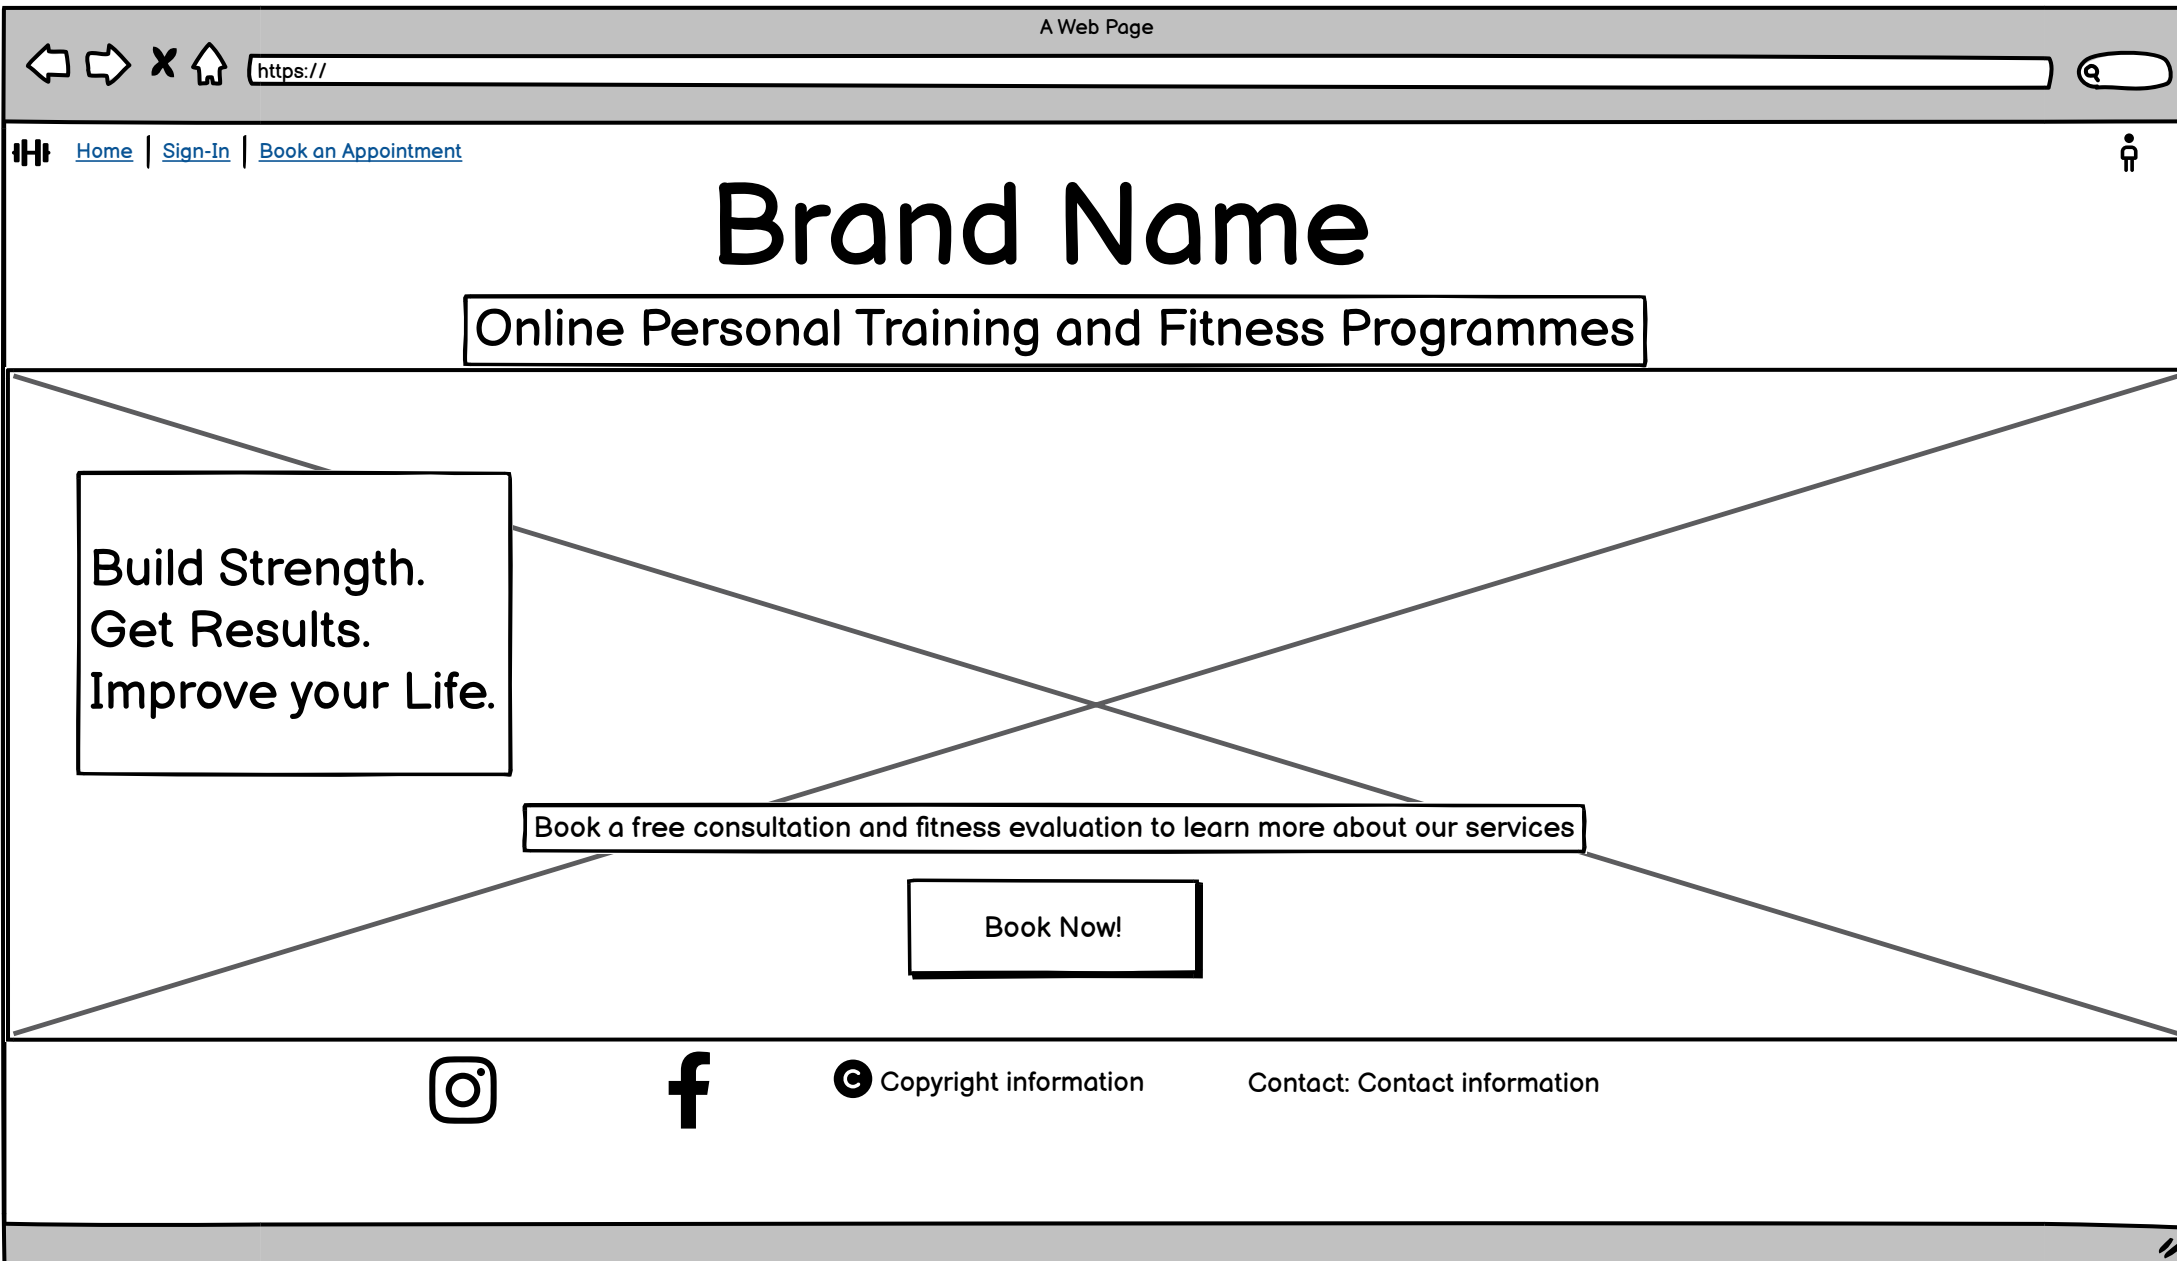 A Web Page
https://
Home | Sign-In | Book an Appointment
Brand Name
Online Personal Training and Fitness Programmes
Build Strength.
Get Results.
Improve your Life.
Book a free consultation and fitness evaluation to learn more about our services
Book Now!
© Copyright information
Contact: Contact information